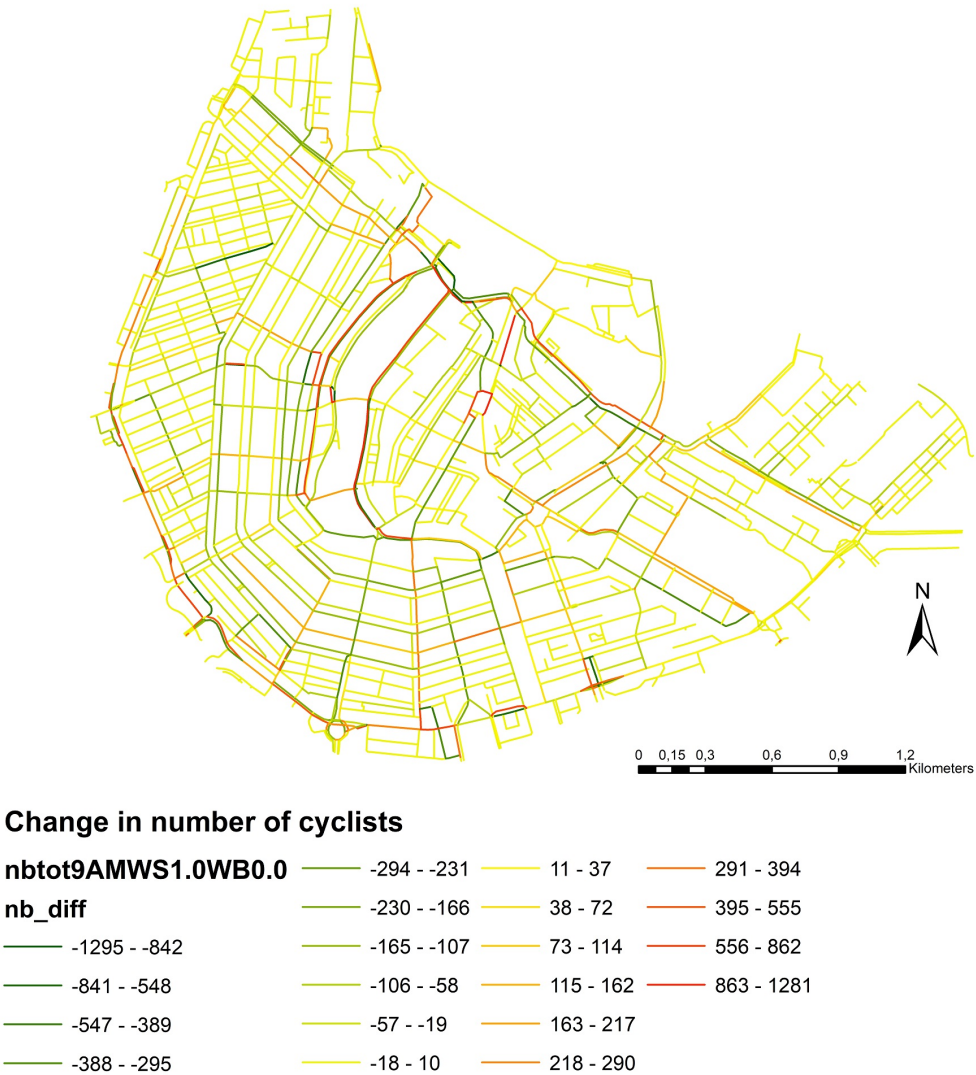 N
0 0,15 0,3 0,6 0,9 1,2
Kilometers
Change in number of cyclists
nbtot9AMWS1.0WB0.0
nb_diff
-1295 - -842
-841 - -548
-547 - -389
-388 - -295
-294 - -231
-230 - -166
-165 - -107
-106 - -58
-57 - -19
-18 - 10
11 - 37
38 - 72
73 - 114
115 - 162
163 - 217
218 - 290
291 - 394
395 - 555
556 - 862
863 - 1281